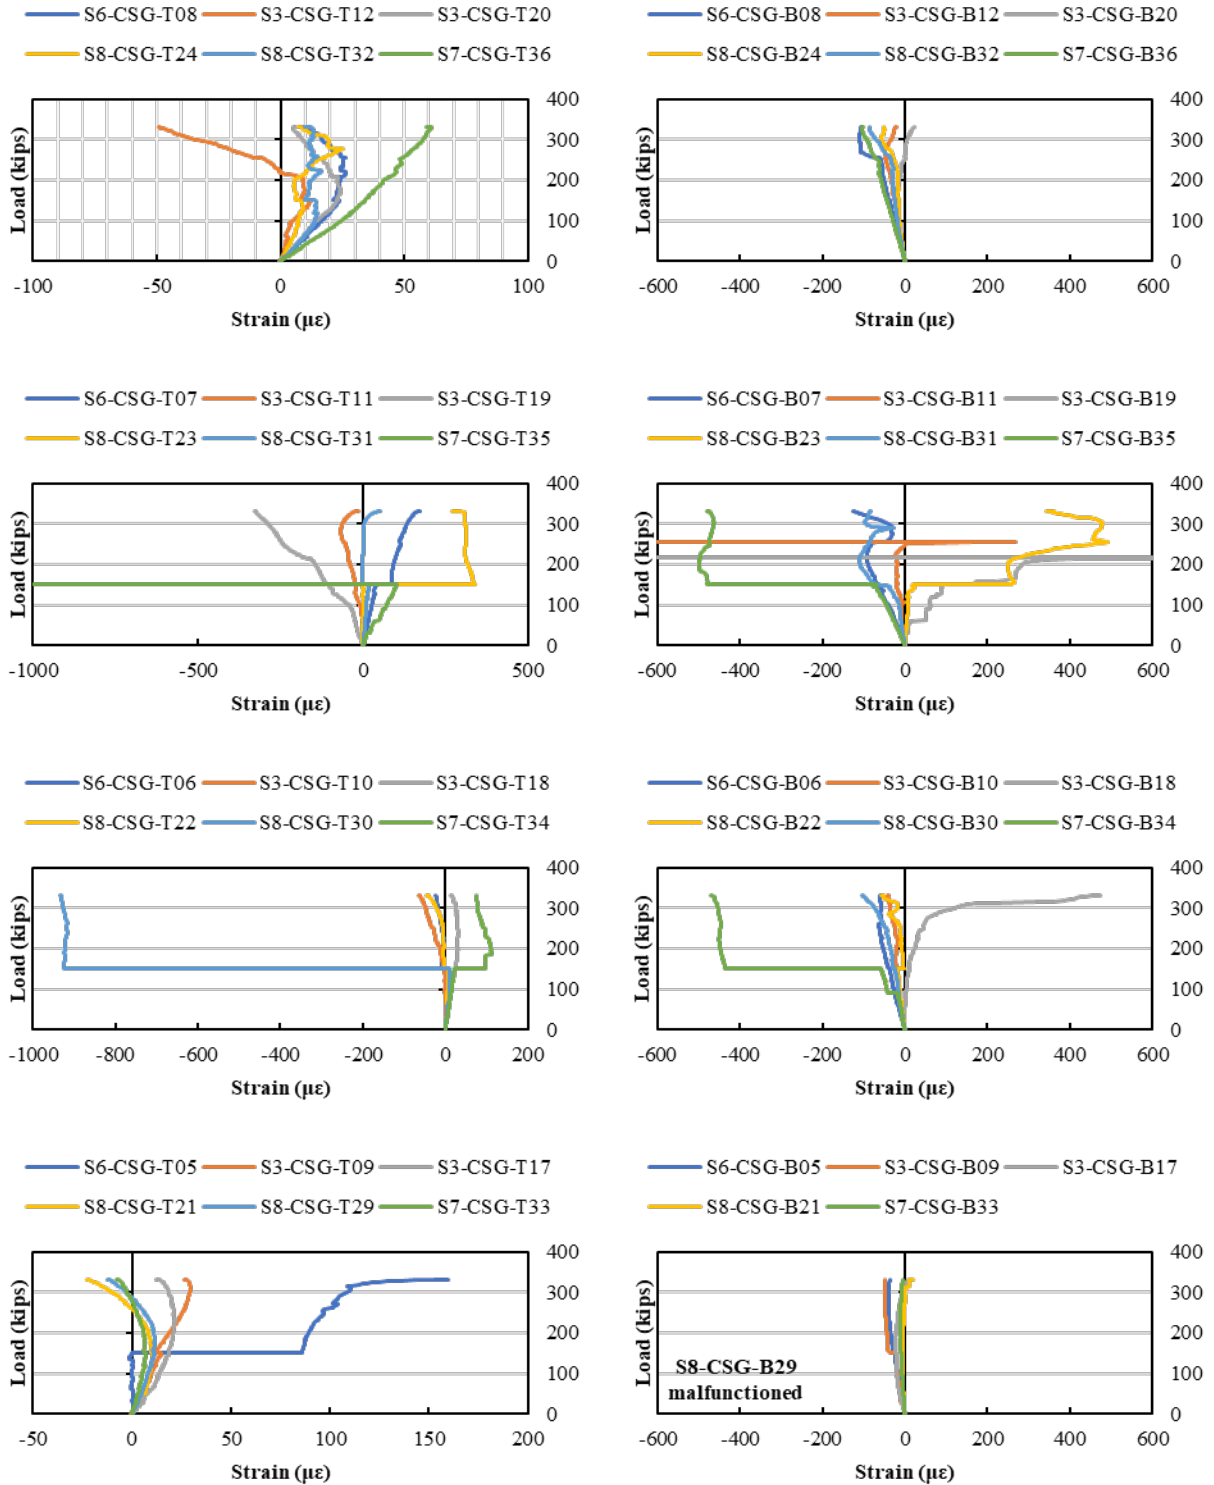 S6-CSG-T08 S3-CSG-T12 S3-CSG-T20
S8-CSG-T24 S8-CSG-T32 S7-CSG-T36
400
300
200
100
0
Load (kips)
-100 -50 0 50 100
Strain (με)
S6-CSG-B08 S3-CSG-B12 S3-CSG-B20
S8-CSG-B24 S8-CSG-B32 S7-CSG-B36
400
300
200
100
0
Load (kips)
-600 -400 -200 0 200 400 600
Strain (με)
S6-CSG-T07 S3-CSG-T11 S3-CSG-T19
S8-CSG-T23 S8-CSG-T31 S7-CSG-T35
400
300
200
100
0
Load (kips)
-1000 -500 0 500
Strain (με)
S6-CSG-B07 S3-CSG-B11 S3-CSG-B19
S8-CSG-B23 S8-CSG-B31 S7-CSG-B35
400
300
200
100
0
Load (kips)
-600 -400 -200 0 200 400 600
Strain (με)
S6-CSG-T06 S3-CSG-T10 S3-CSG-T18
S8-CSG-T22 S8-CSG-T30 S7-CSG-T34
400
300
200
100
0
Load (kips)
-1000 -800 -600 -400 -200 0 200
Strain (με)
S6-CSG-B06 S3-CSG-B10 S3-CSG-B18
S8-CSG-B22 S8-CSG-B30 S7-CSG-B34
400
300
200
100
0
Load (kips)
-600 -400 -200 0 200 400 600
Strain (με)
S6-CSG-T05 S3-CSG-T09 S3-CSG-T17
S8-CSG-T21 S8-CSG-T29 S7-CSG-T33
400
300
200
100
0
Load (kips)
-50 0 50 100 150 200
Strain (με)
S6-CSG-B05 S3-CSG-B09 S3-CSG-B17
S8-CSG-B21 S7-CSG-B33
400
300
200
100
0
Load (kips)
S8-CSG-B29
malfunctioned
-600 -400 -200 0 200 400 600
Strain (με)